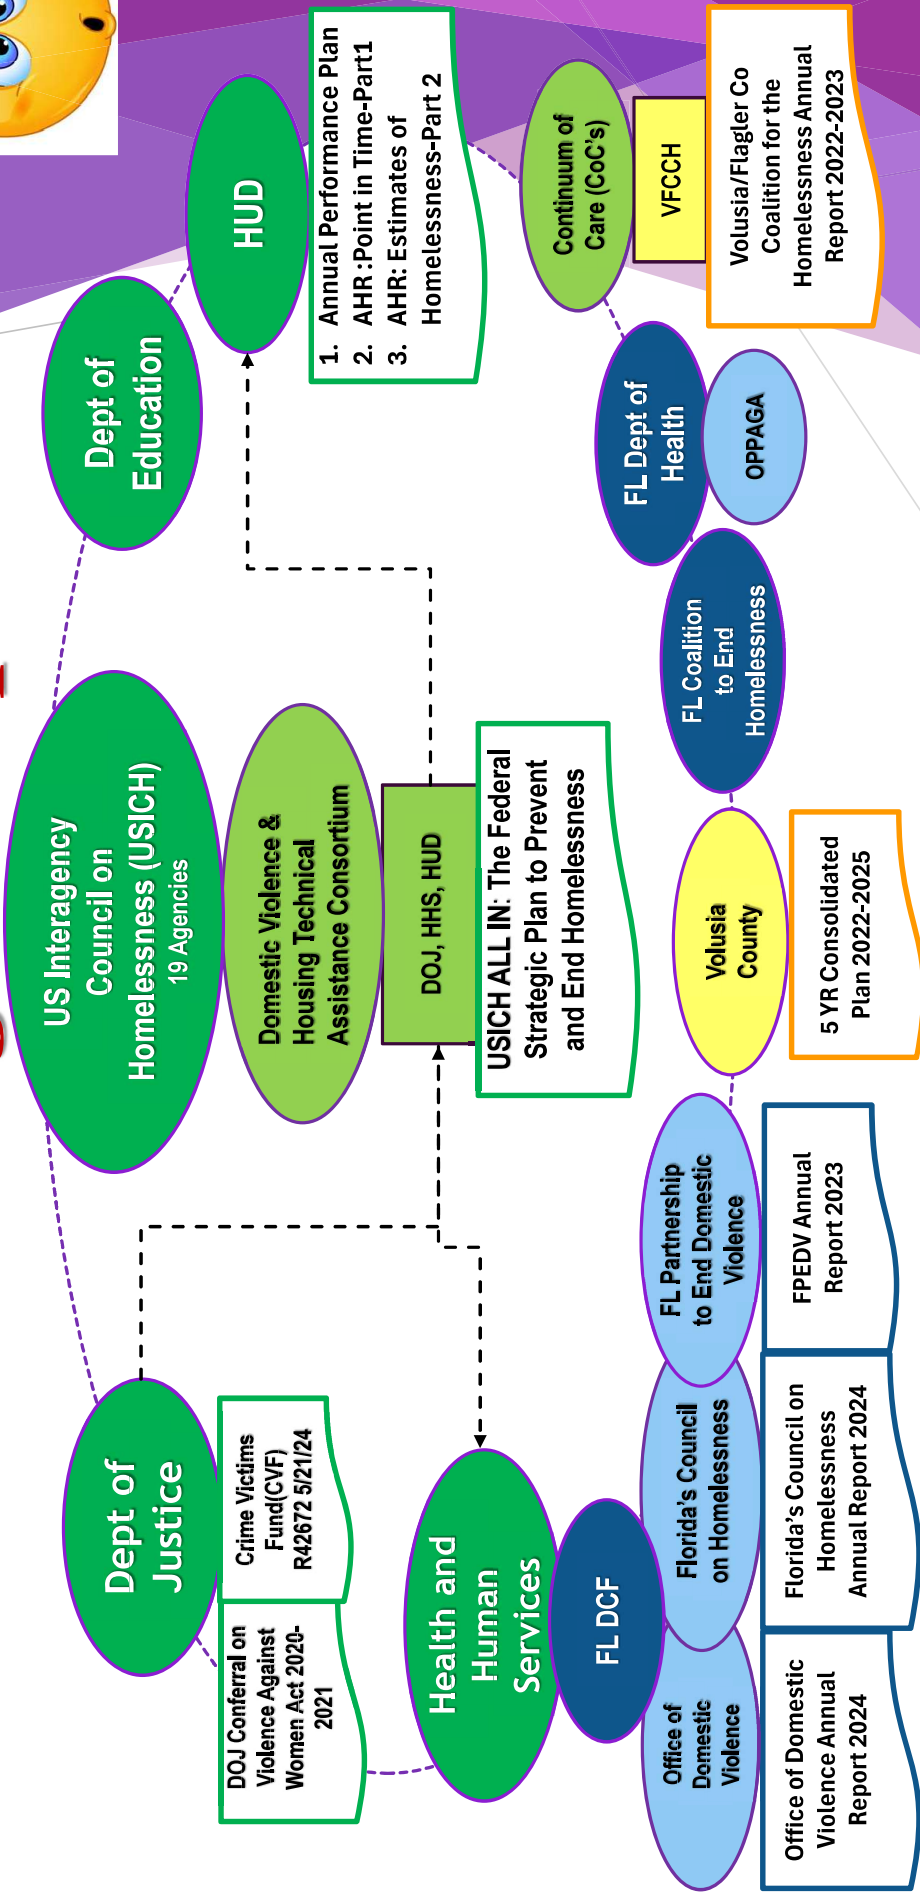 US Interagency
Council on
Homelessness (USICH)
19 Agencies
Dept of
Education
HUD
1. Annual Performance Plan
2. AHR :Point in Time-Part1
3. AHR: Estimates of
Homelessness-Part 2
Dept of
Justice
DOJ Conferral on
Violence Against
Women Act 2020-
2021
Crime Victims
Fund(CVF)
R42672 5/21/24
Domestic Violence &
Housing Technical
Assistance Consortium
DOJ, HHS, HUD
USICH ALL IN: The Federal
Strategic Plan to Prevent
and End Homelessness
Health and
Human
Services
FL DCF
Office of
Domestic
Violence
Florida's Council
on Homelessness
FL Partnership
to End Domestic
Violence
Volusia
County
FL Coalition
to End
Homelessness
FL Dept of
Health
OPPAGA
Continuum of
Care (CoC's)
VFCCH
Office of Domestic
Violence Annual
Report 2024
Florida's Council on
Homelessness
Annual Report 2024
FPEDV Annual
Report 2023
5 YR Consolidated
Plan 2022-2025
Volusia/Flagler Co
Coalition for the
Homelessness Annual
Report 2022-2023